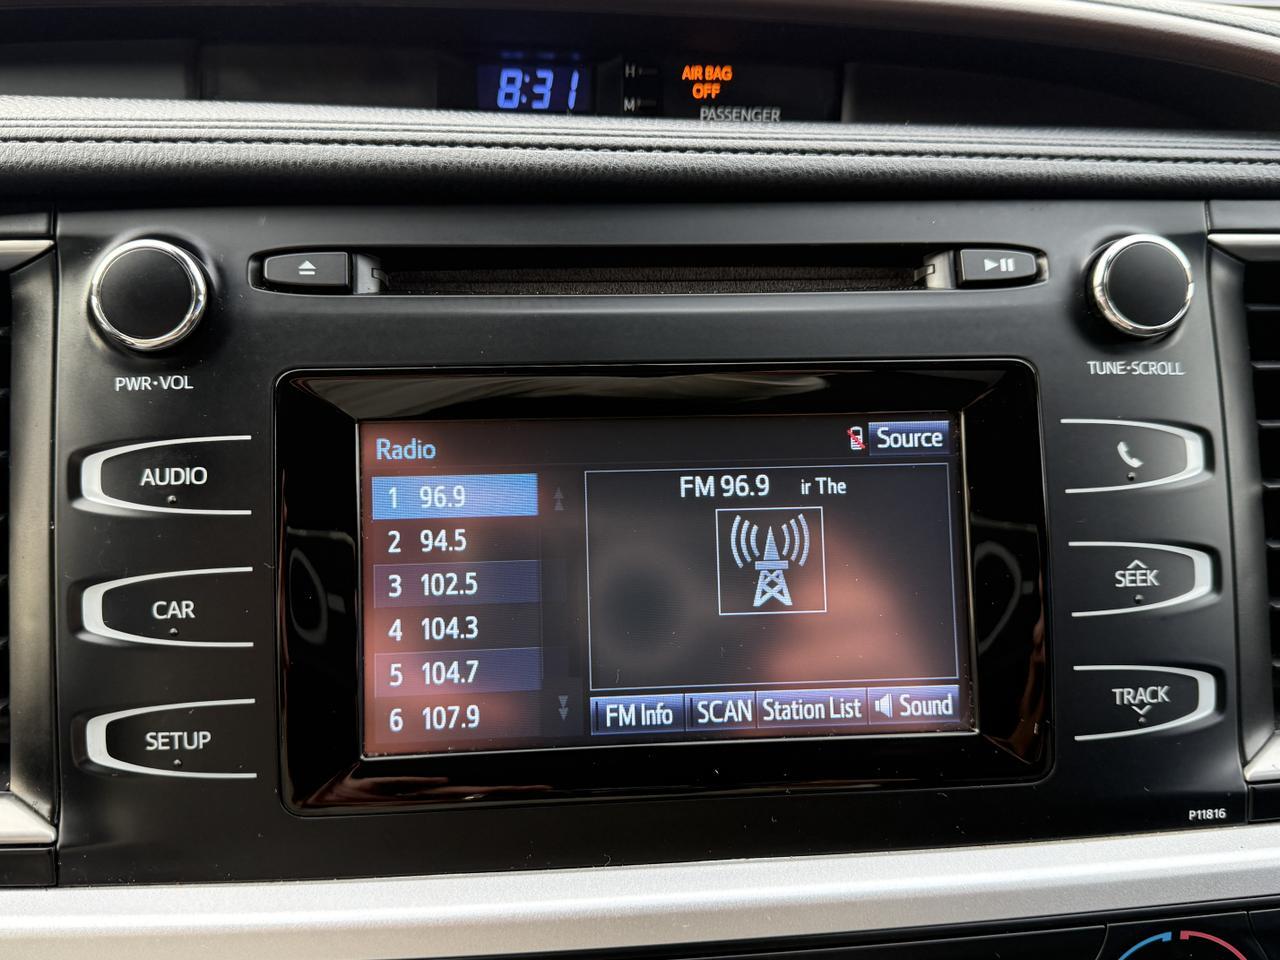 8:31
H
M
AIR BAG
OFF
PASSENGER
PWR•VOL
TUNE•SCROLL
AUDIO
CAR
SETUP
SEEK
TRACK
P11816
Radio
Source
1 96.9
2 94.5
3 102.5
4 104.3
5 104.7
6 107.9
FM 96.9 ir The
FM Info SCAN Station List Sound